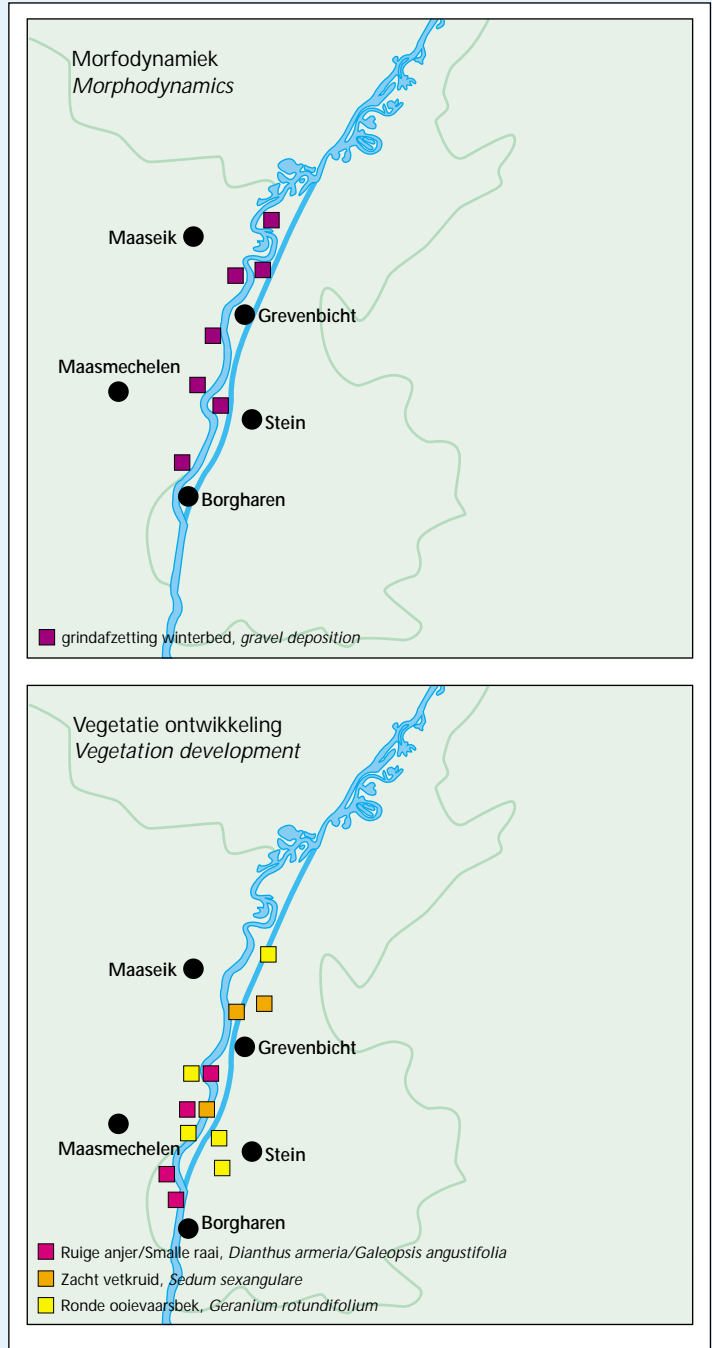 Morfodynamiek
Morphodynamics
Maaseik
Grevenbicht
Maasmechelen
Stein
Borgharen
grindafzetting winterbed, gravel deposition
Vegetatie ontwikkeling
Vegetation development
Maaseik
Grevenbicht
Maasmechelen
Stein
Borgharen
Ruige anjer/Smalle raai, Dianthus armeria/Galeopsis angustifolia
Zacht vetkruid, Sedum sexangulare
Ronde ooievaarsbek, Geranium rotundifolium